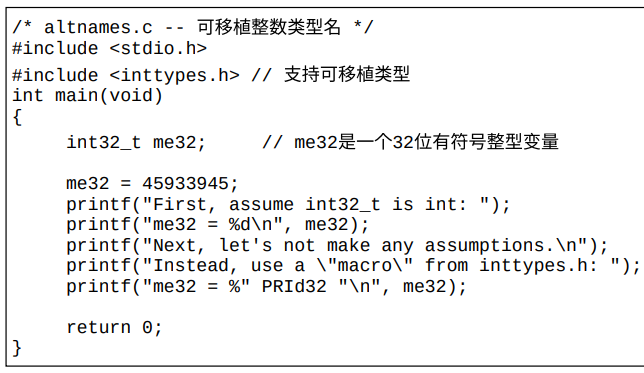 /* altnames.c -- 可移植整数类型名 */
#include <stdio.h>
#include <inttypes.h> // 支持可移植类型
int main(void)
{
     int32_t me32;     // me32是一个32位有符号整型变量
     me32 = 45933945;
     printf("First, assume int32_t is int: ");
     printf("me32 = %d\n", me32);
     printf("Next, let's not make any assumptions.\n");
     printf("Instead, use a \"macro\" from inttypes.h: ");
     printf("me32 = %" PRId32 "\n", me32);
     return 0;
}